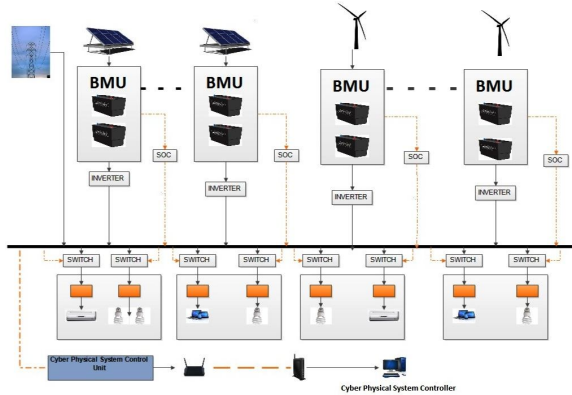 BMU
BMU
BMU
BMU
SOC
SOC
SOC
SOC
INVERTER
INVERTER
INVERTER
INVERTER
SWITCH
SWITCH
SWITCH
SWITCH
SWITCH
SWITCH
SWITCH
SWITCH
Cyber Physical System Control
Unit
Cyber Physical System Controller